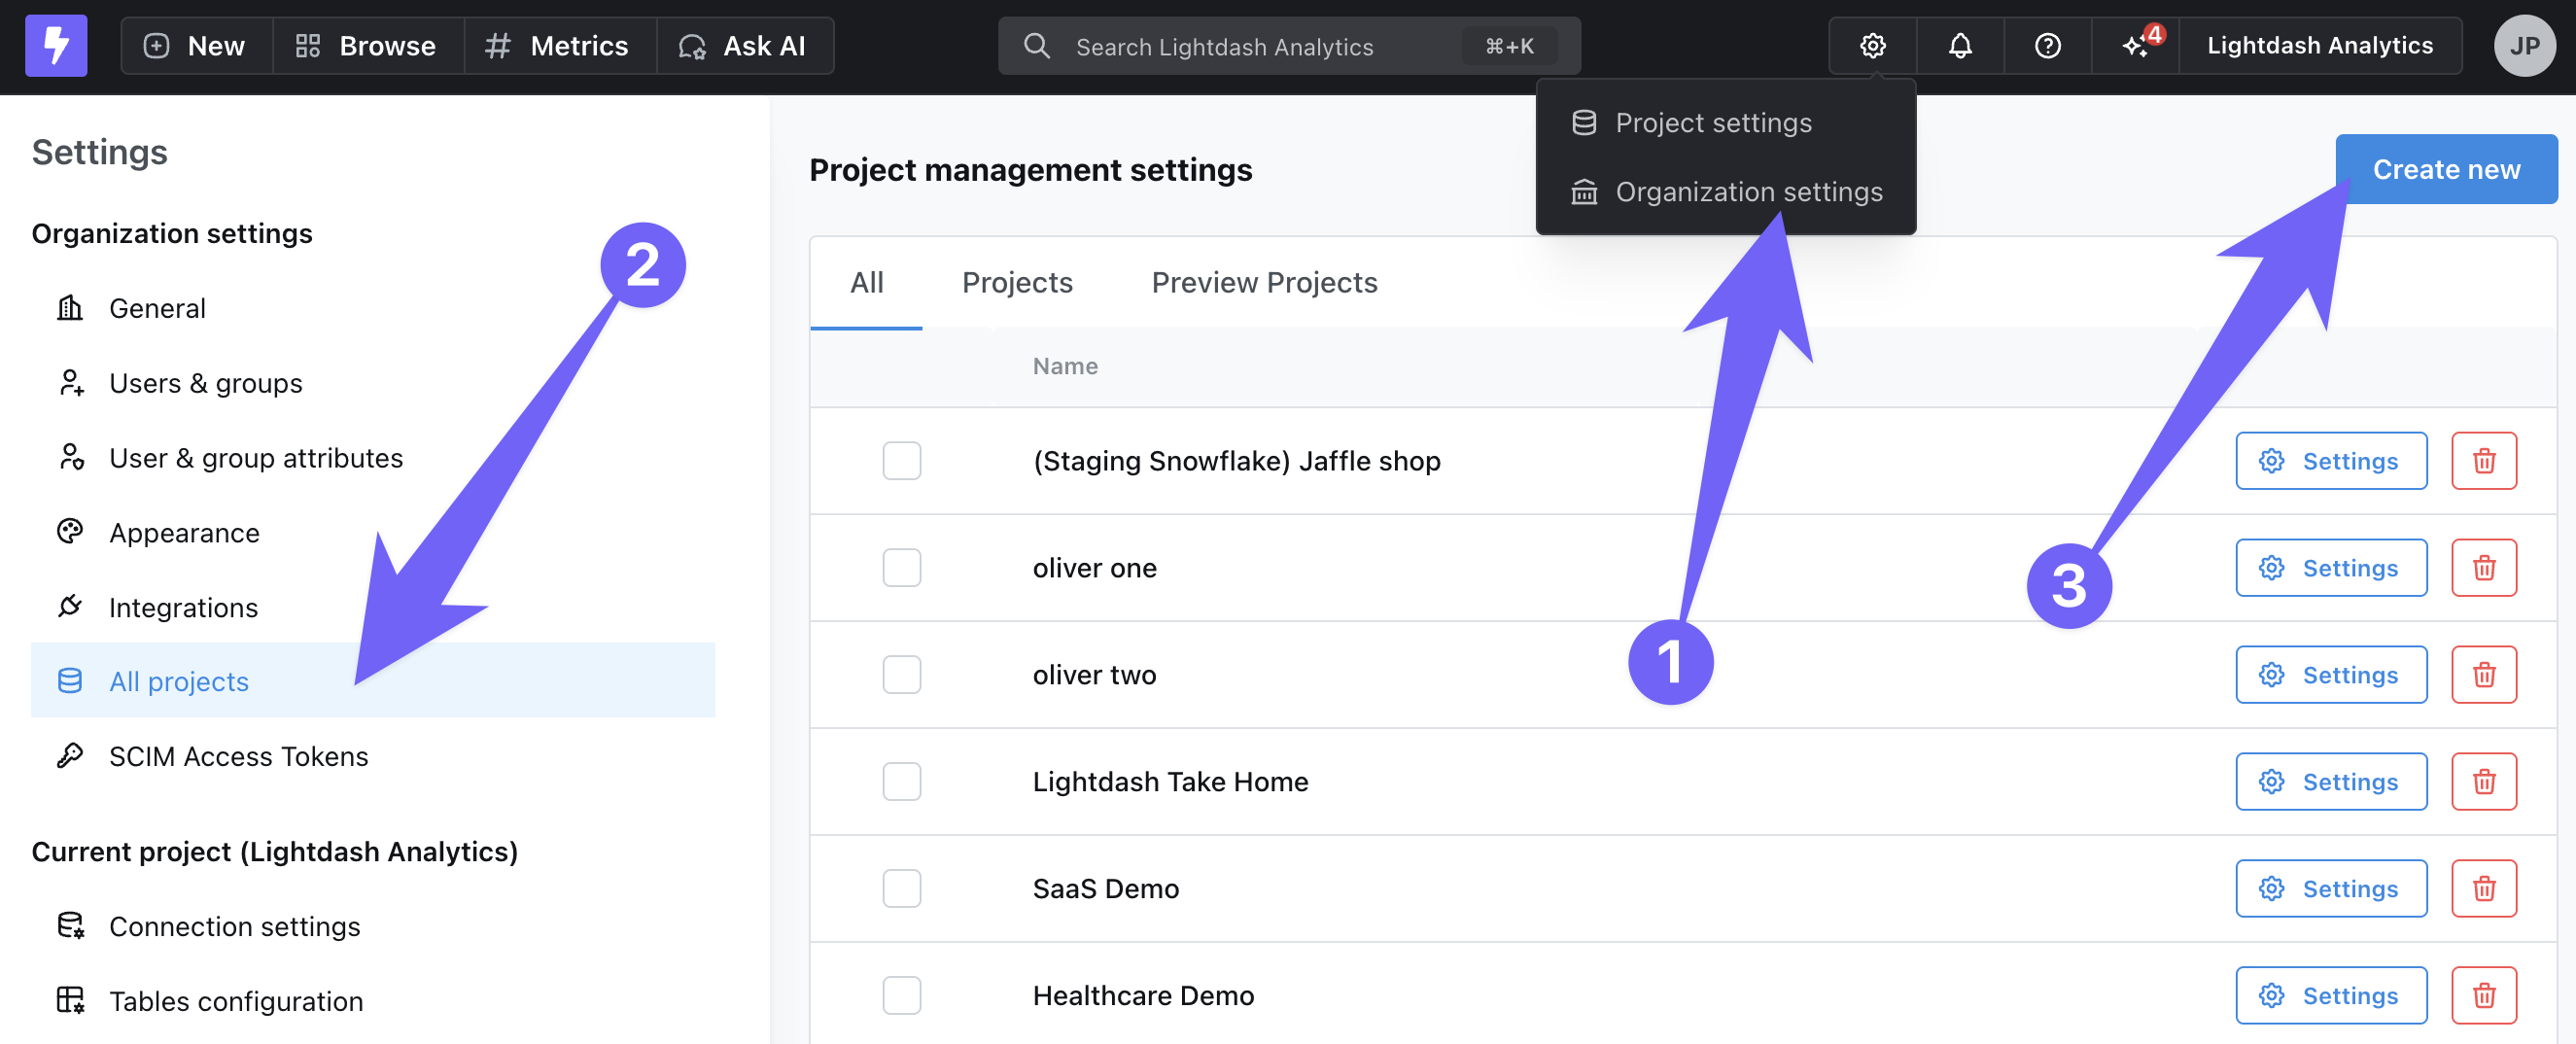 New
Browse
Metrics
Ask AI
Search Lightdash Analytics
⌘+K
4
Lightdash Analytics
JP
Project settings
Organization settings
Settings
Organization settings
General
Users & groups
User & group attributes
Appearance
Integrations
All projects
SCIM Access Tokens
Current project (Lightdash Analytics)
Connection settings
Tables configuration
2
Project management settings
Create new
All
Projects
Preview Projects
Name
(Staging Snowflake) Jaffle shop
Settings
oliver one
Settings
3
oliver two
1
Settings
Lightdash Take Home
Settings
SaaS Demo
Settings
Healthcare Demo
Settings